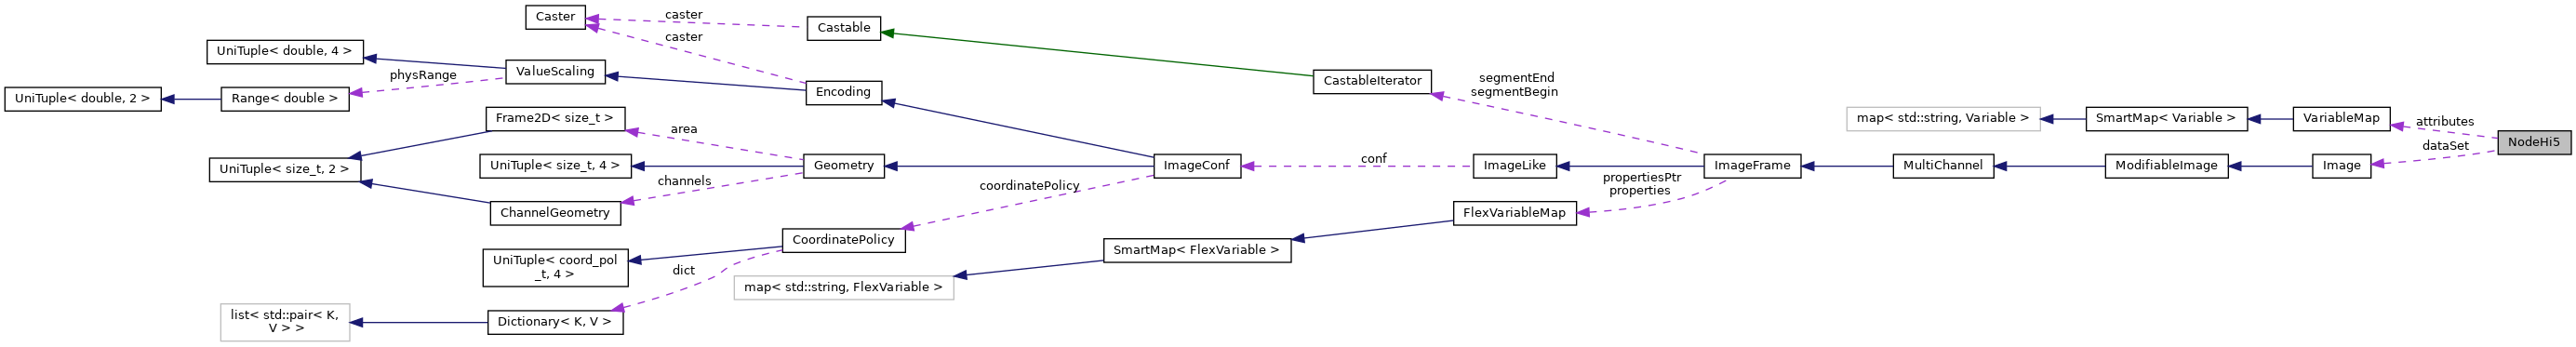 Caster
caster
Castable
caster
UniTuple< double, 4 >
physRange
ValueScaling
UniTuple< double, 2 >
Range< double >
Encoding
CastableIterator
segmentEnd
segmentBegin
Frame2D< size_t >
area
map< std::string, Variable >
SmartMap< Variable >
VariableMap
attributes
NodeHi5
dataSet
UniTuple< size_t, 2 >
UniTuple< size_t, 4 >
channels
Geometry
ImageConf
conf
ImageLike
ImageFrame
MultiChannel
ModifiableImage
Image
coordinatePolicy
propertiesPtr
properties
ChannelGeometry
FlexVariableMap
CoordinatePolicy
SmartMap< FlexVariable >
UniTuple< coord_pol
_t, 4 >
dict
map< std::string, FlexVariable >
list< std::pair< K,
V > >
Dictionary< K, V >